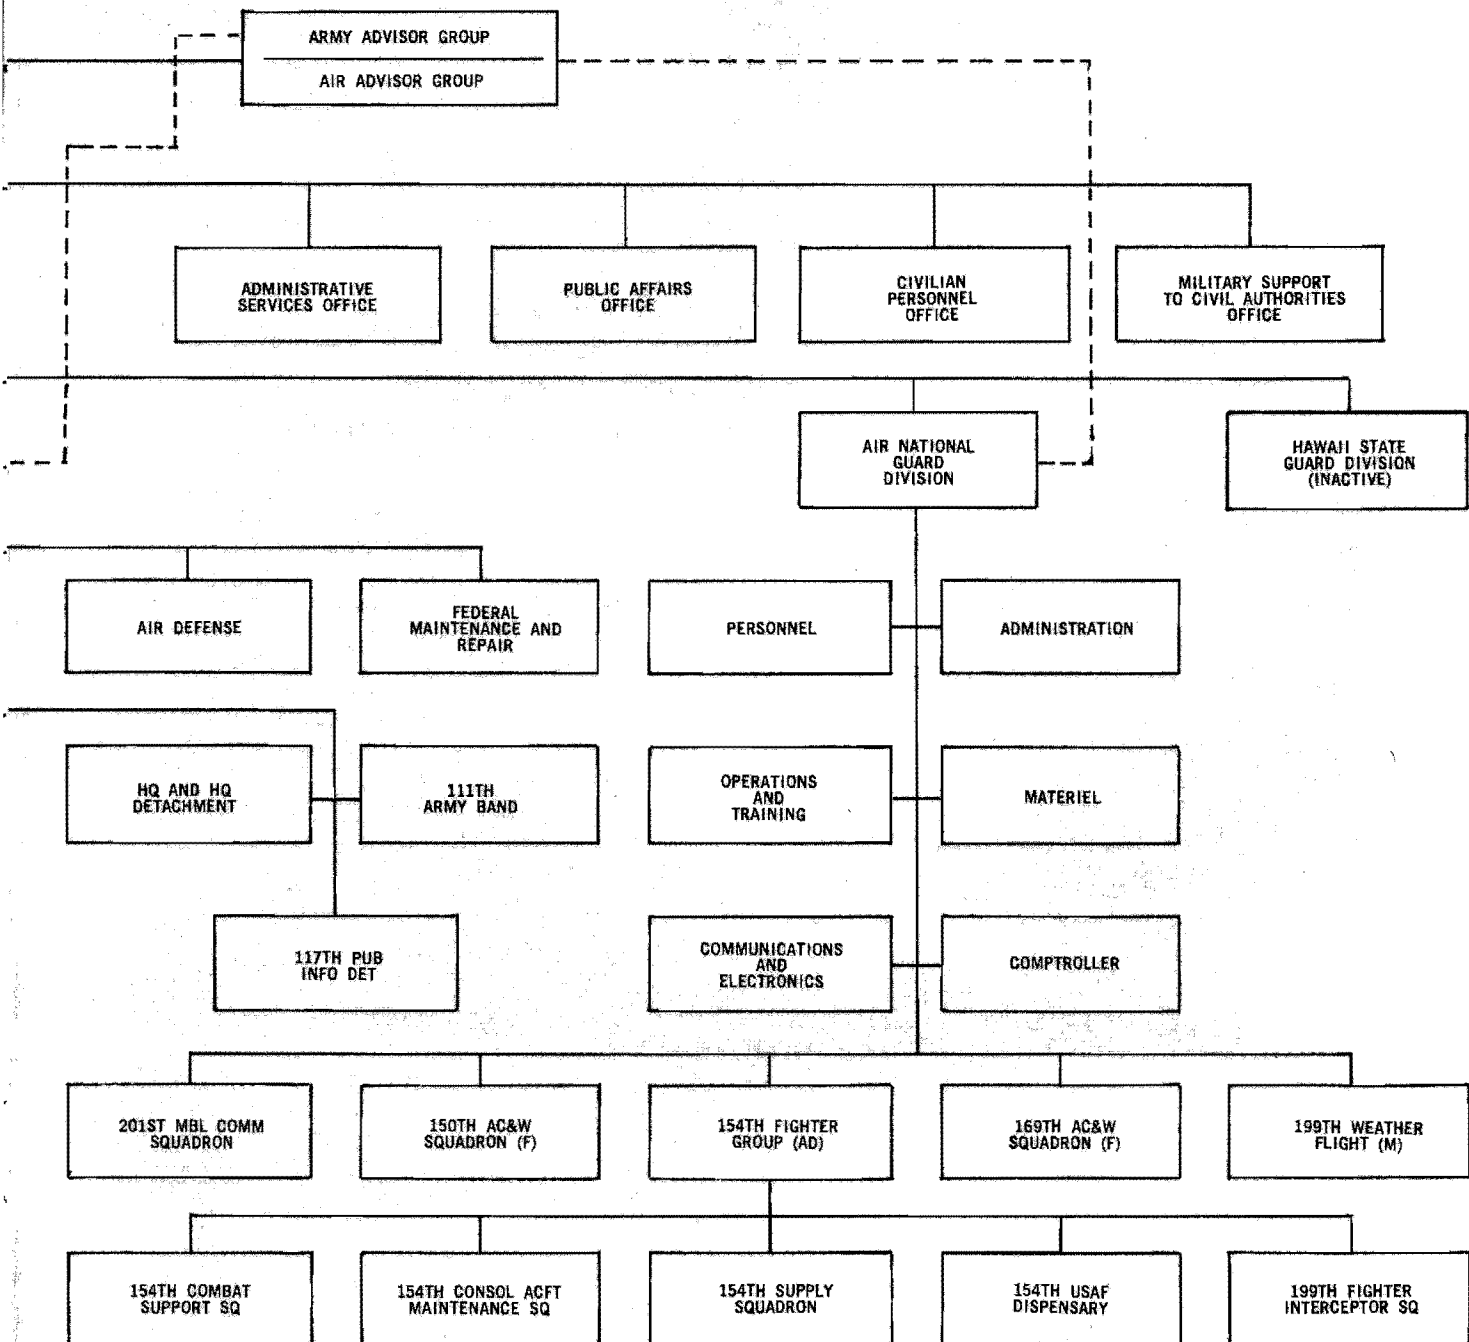 ARMY ADVISOR GROUP
AIR ADVISOR GROUP
ADMINISTRATIVE
SERVICES OFFICE
PUBLIC AFFAIRS
OFFICE
CIVILIAN
PERSONNEL
OFFICE
MILITARY SUPPORT
TO CIVIL AUTHORITIES
OFFICE
AIR NATIONAL
GUARD
DIVISION
HAWAII STATE
GUARD DIVISION
(INACTIVE)
AIR DEFENSE
FEDERAL
MAINTENANCE AND
REPAIR
PERSONNEL
ADMINISTRATION
HQ AND HQ
DETACHMENT
111TH
ARMY BAND
OPERATIONS
AND
TRAINING
MATERIEL
117TH PUB
INFO DET
COMMUNICATIONS
AND
ELECTRONICS
COMPTROLLER
201ST MBL COMM
SQUADRON
150TH AC&W
SQUADRON (F)
154TH FIGHTER
GROUP (AD)
169TH AC&W
SQUADRON (F)
199TH WEATHER
FLIGHT (M)
154TH COMBAT
SUPPORT SQ
154TH CONSOL ACFT
MAINTENANCE SQ
154TH SUPPLY
SQUADRON
154TH USAF
DISPENSARY
199TH FIGHTER
INTERCEPTOR SQ